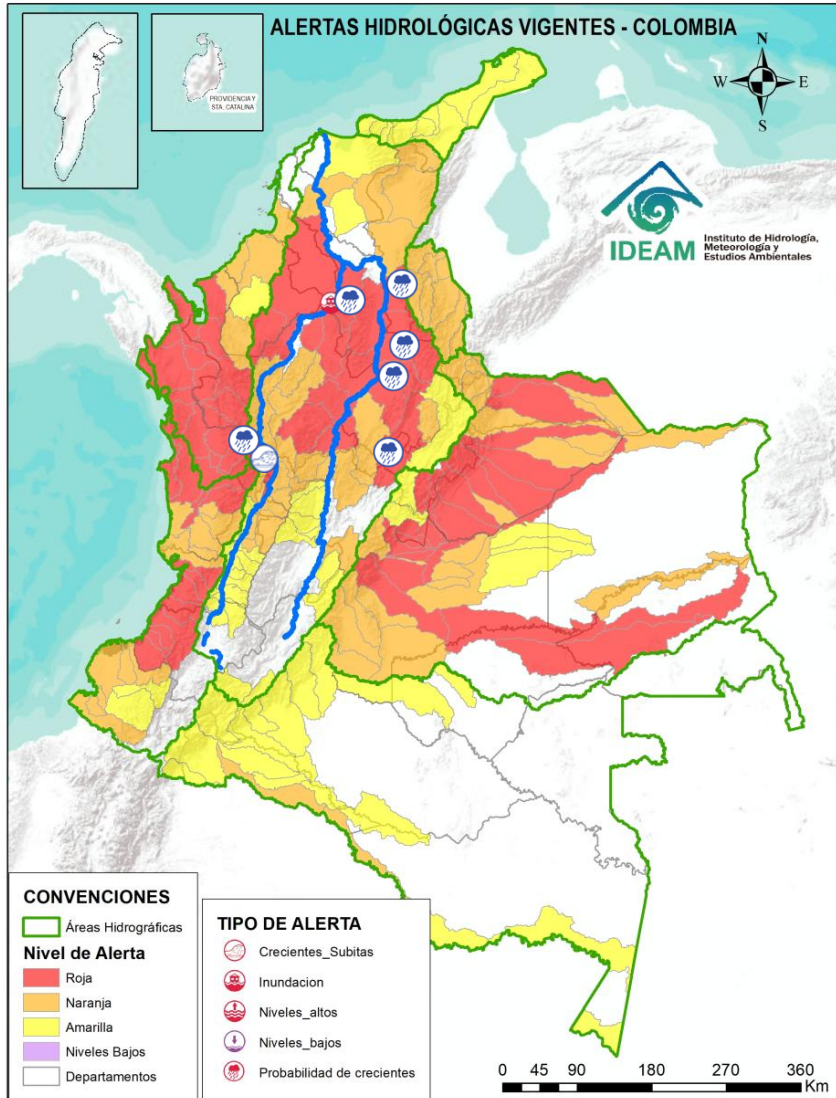 ALERTAS HIDROLÓGICAS VIGENTES - COLOMBIA
PROVIDENCIA Y
STA. CATALINA
N
W
E
S
IDEAM
Instituto de Hidrología,
Meteorología y
Estudios Ambientales
CONVENCIONES
Áreas Hidrográficas
Nivel de Alerta
Roja
Naranja
Amarilla
Niveles Bajos
Departamentos
TIPO DE ALERTA
Crecientes_Subitas
Inundacion
Niveles_altos
Niveles_bajos
Probabilidad de crecientes
0 45 90 180 270 360
Km